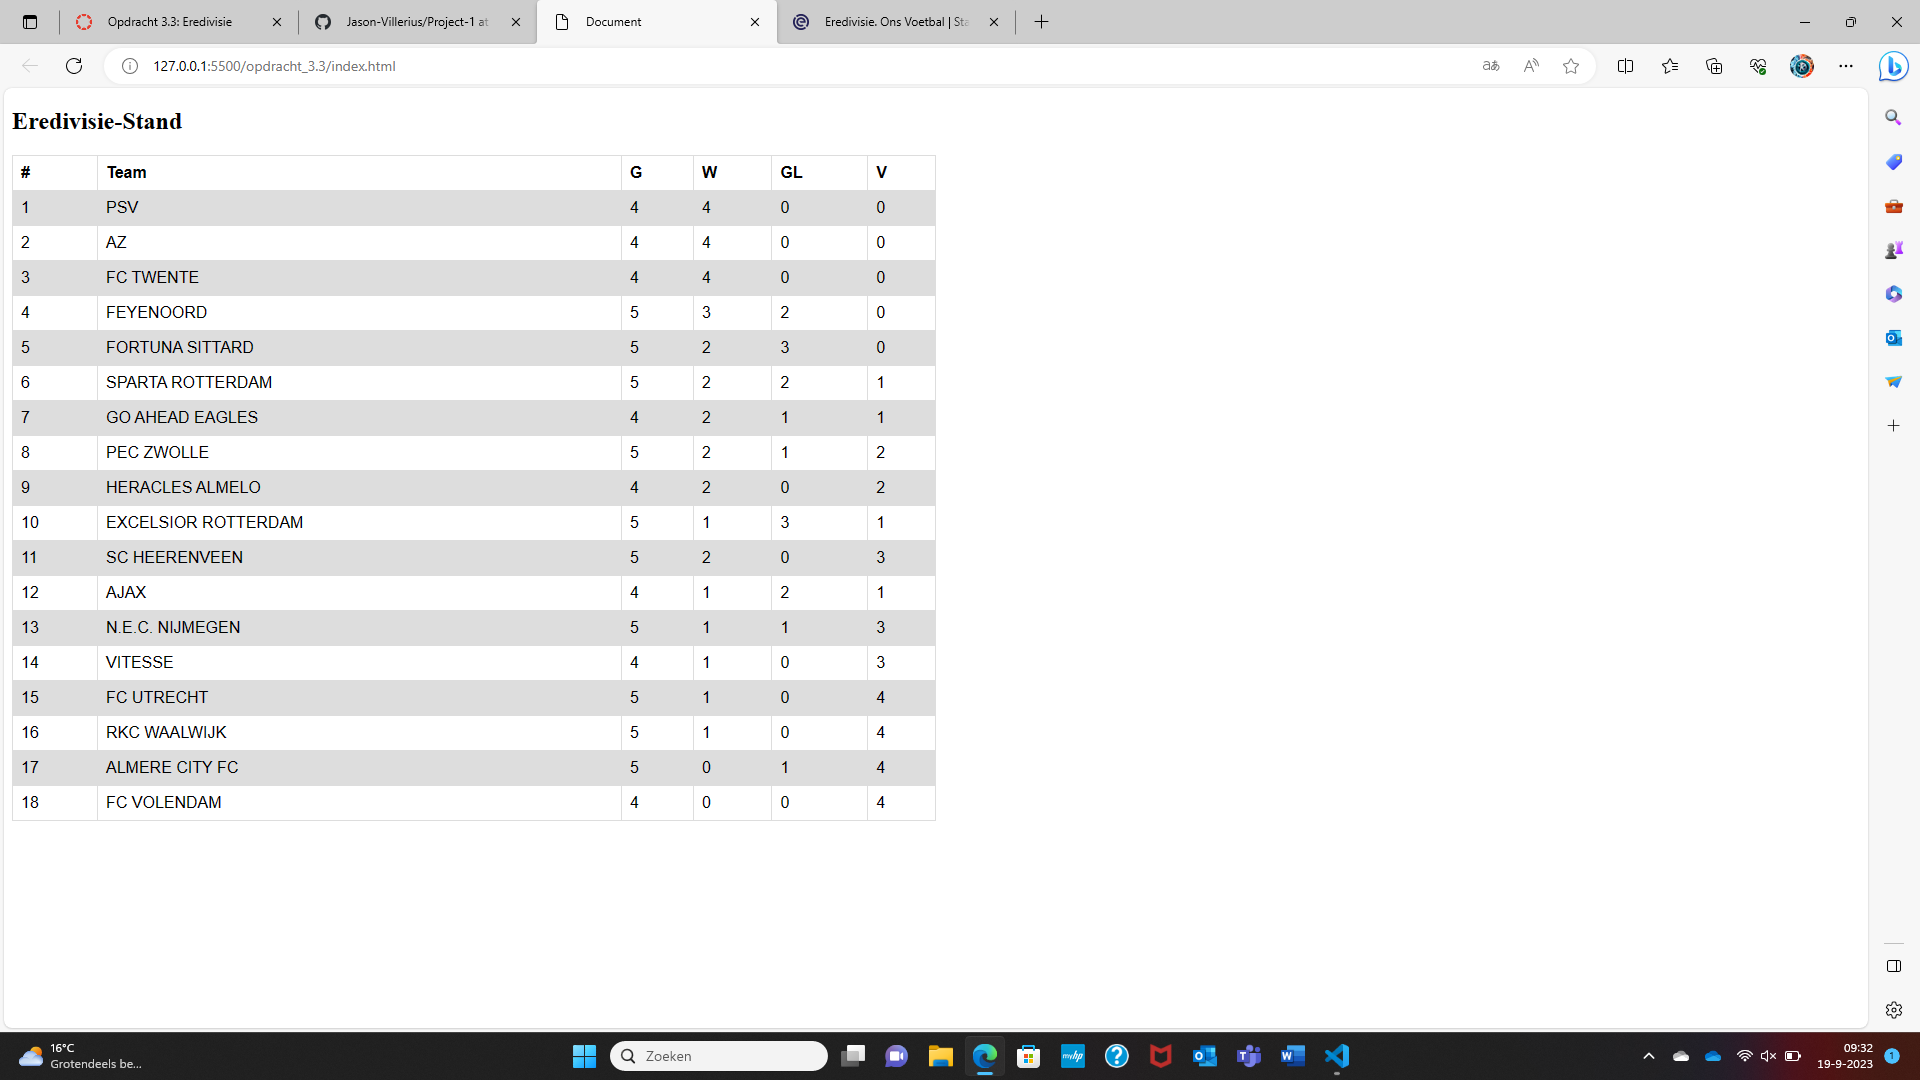 Opdracht 3.3: Eredivisie
Jason-Villerius/Project-1 at
Document
Eredivisie. Ons Voetbal | Sta
127.0.0.1:5500/opdracht_3.3/index.html
Eredivisie-Stand
# Team G W GL V
1 PSV 4 4 0 0
2 AZ 4 4 0 0
3 FC TWENTE 4 4 0 0
4 FEYENOORD 5 3 2 0
5 FORTUNA SITTARD 5 2 3 0
6 SPARTA ROTTERDAM 5 2 2 1
7 GO AHEAD EAGLES 4 2 1 1
8 PEC ZWOLLE 5 2 1 2
9 HERACLES ALMELO 4 2 0 2
10 EXCELSIOR ROTTERDAM 5 1 3 1
11 SC HEERENVEEN 5 2 0 3
12 AJAX 4 1 2 1
13 N.E.C. NIJMEGEN 5 1 1 3
14 VITESSE 4 1 0 3
15 FC UTRECHT 5 1 0 4
16 RKC WAALWIJK 5 1 0 4
17 ALMERE CITY FC 5 0 1 4
18 FC VOLENDAM 4 0 0 4
16°C
Grotendeels be...
Zoeken
myhp
09:32
19-9-2023
1